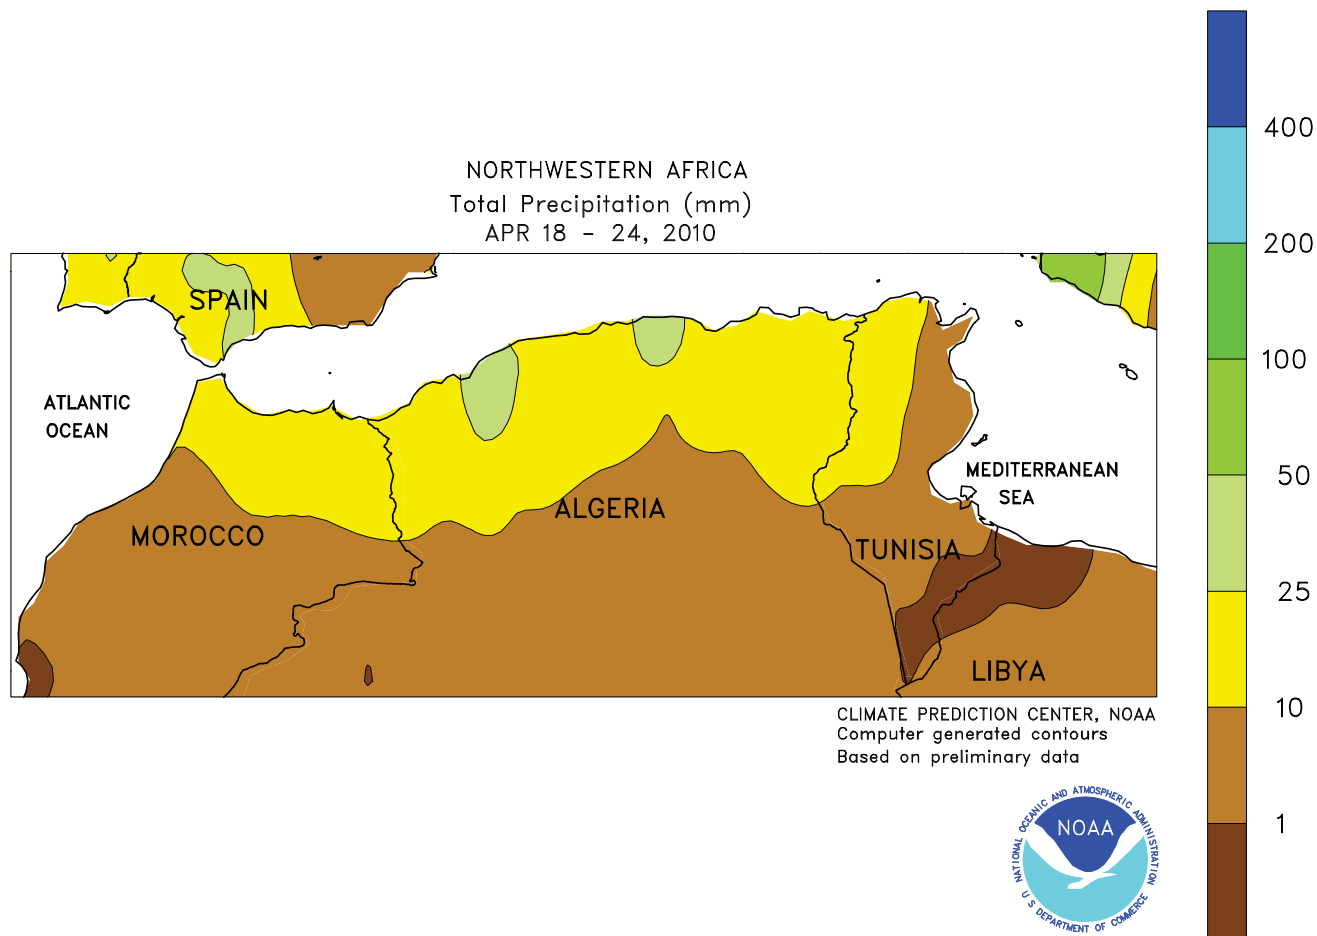 NORTHWESTERN AFRICA
Total Precipitation (mm)
APR 18 - 24, 2010
400
200
100
50
25
10
1
SPAIN
ATLANTIC
OCEAN
MEDITERRANEAN
SEA
MOROCCO
ALGERIA
TUNISIA
LIBYA
CLIMATE PREDICTION CENTER, NOAA
Computer generated contours
Based on preliminary data
NATIONAL OCEANIC AND ATMOSPHERIC ADMINISTRATION
NOAA
U S DEPARTMENT OF COMMERCE